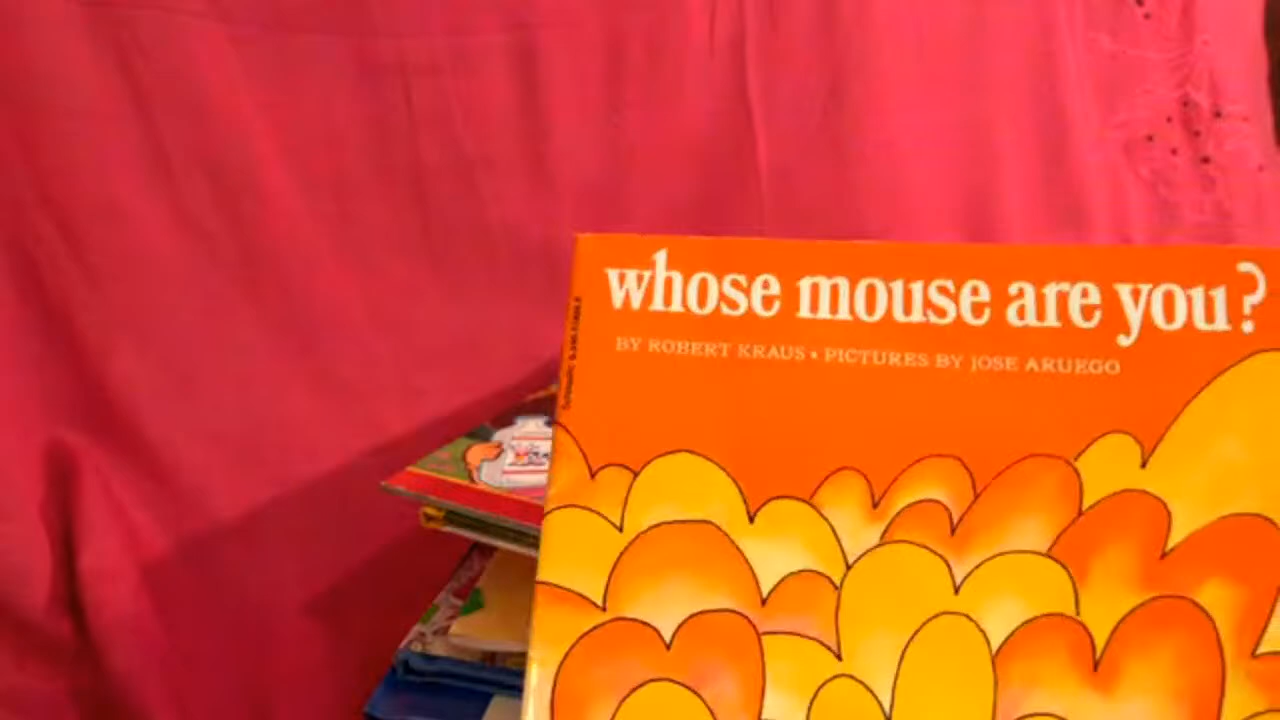 whose mouse are you?
BY ROBERT KRAUS • PICTURES BY JOSE ARUEGO